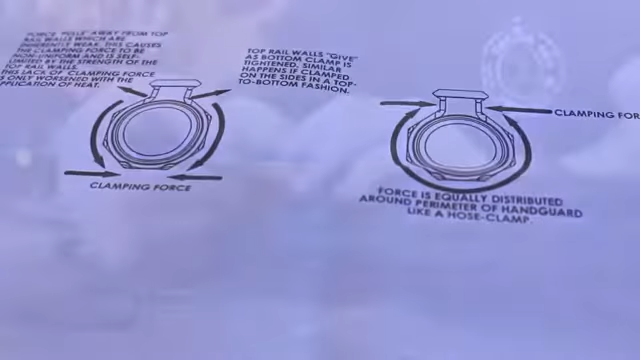 FORCE "PULLS" AWAY FROM TOP
RAIL WALLS WHICH ARE
INHERENTLY WEAK. THIS CAUSES
THE CLAMPING FORCE TO BE
NON-UNIFORM AND IS SELF-
LIMITED BY THE STRENGTH OF THE
TOP RAIL WALLS.
THIS LACK OF CLAMPING FORCE
IS ONLY WORSENED WITH THE
APPLICATION OF HEAT.
TOP RAIL WALLS "GIVE"
AS BOTTOM CLAMP IS
TIGHTENED, SIMILAR
HAPPENS IF CLAMPED
ON THE SIDES IN A TOP-
TO-BOTTOM FASHION.
CLAMPING FORCE
CLAMPING FOR
FORCE IS EQUALLY DISTRIBUTED
AROUND PERIMETER OF HANDGUARD
LIKE A HOSE-CLAMP.